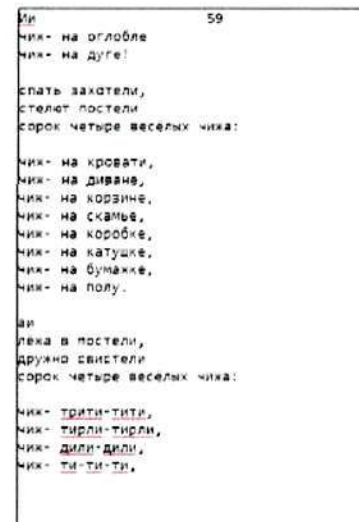 Ии 59
чиж- на оглобле
чиж- на дуге!
спать захотели,
стелют постели
сорок четыре веселых чижа:
чиж- на кровати,
чиж- на диване,
чиж- на корзине,
чиж- на скамье,
чиж- на коробке,
чиж- на катушке,
чиж- на бумажке,
чиж- на полу.
аи
лежа в постели,
дружно свистели
сорок четыре веселых чижа:
чиж- трити-тити,
чиж- тирли-тирли,
чиж- дили-дили,
чиж- ти-ти-ти,